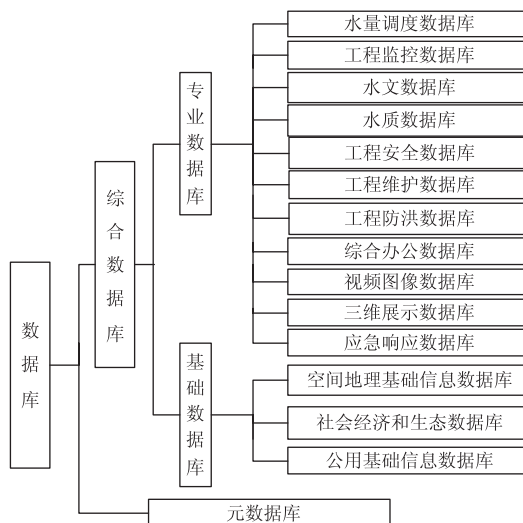 数据库
综合数据库
专业数据库
水量调度数据库
工程监控数据库
水文数据库
水质数据库
工程安全数据库
工程维护数据库
工程防洪数据库
综合办公数据库
视频图像数据库
三维展示数据库
应急响应数据库
基础数据库
空间地理基础信息数据库
社会经济和生态数据库
公用基础信息数据库
元数据库